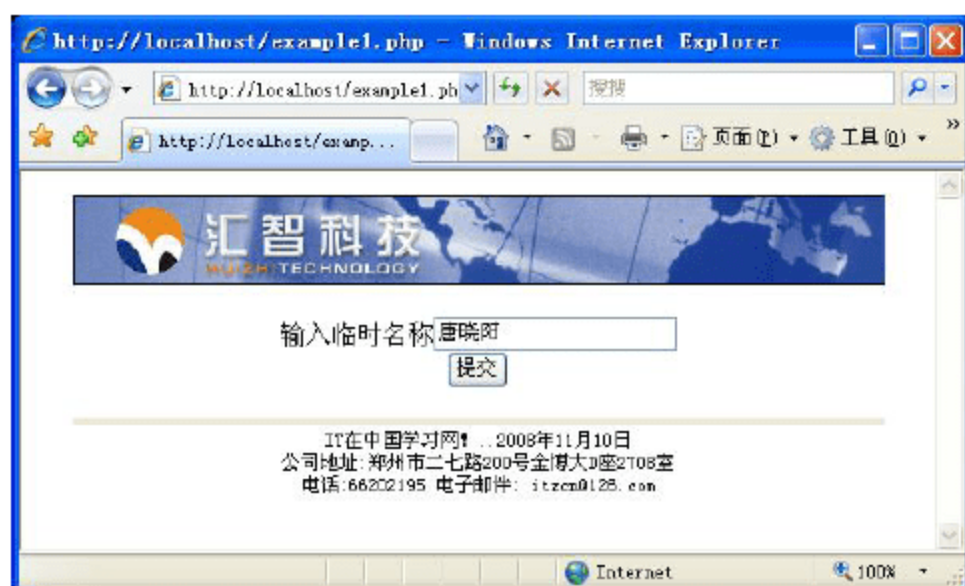 http://localhost/example1.php - Windows Internet Explorer
http://localhost/example1.ph
搜搜
http://localhost/examp...
页面(P)
工具(O)
»
汇智科技
HUIZHI TECHNOLOGY
输入临时名称 唐晓阳
提交
IT在中国学习网! ..2008年11月10日
公司地址:郑州市二七路200号金博大D座2708室
电话:66202195 电子邮件: itzcn@126.com
Internet
100%